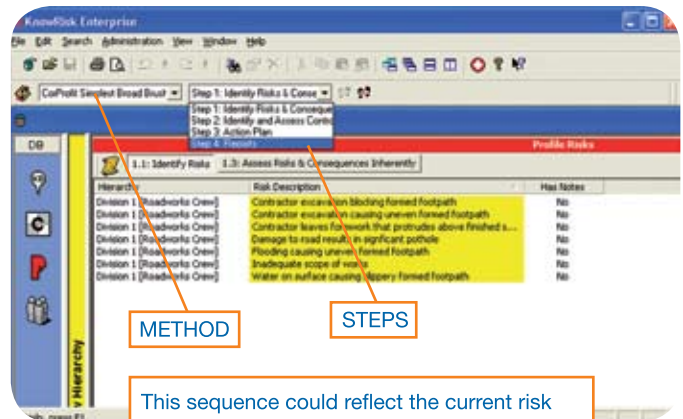 KnowRisk Enterprise
File Edit Search Administration View Window Help
CorProfit Simplest Broad Brush Step 1: Identify Risks & Conse
Step 1: Identify Risks & Conseque
Step 2: Identify and Assess Contro
Step 3: Action Plan
Step 4: Reports
DB
Profile Risks
1.1: Identify Risks 1.3: Assess Risks & Consequences Inherently
Hierarchy Risk Description Has Notes
Division 1 [Roadworks Crew] Contractor excavation blocking formed footpath No
Division 1 [Roadworks Crew] Contractor excavation causing uneven formed footpath No
Division 1 [Roadworks Crew] Contractor leaves formwork that protrudes above finished s... No
Division 1 [Roadworks Crew] Damage to road results in signficant pothole No
Division 1 [Roadworks Crew] Flooding causing uneven formed footpath No
Division 1 [Roadworks Crew] Inadequate scope of works No
Division 1 [Roadworks Crew] Water on surface causing slippery formed footpath No
C
METHOD
STEPS
Hierarchy
This sequence could reflect the current risk
press F1